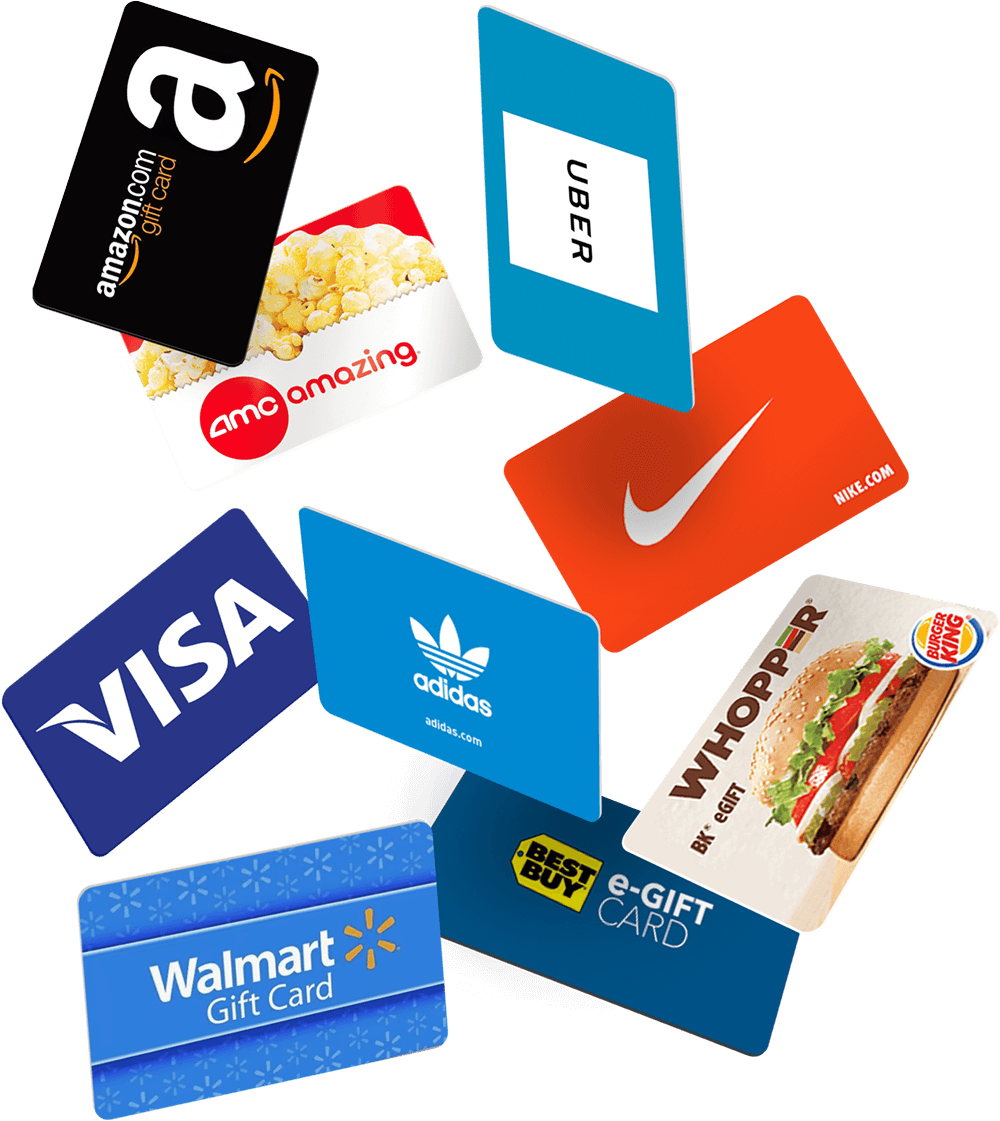 a
amazon.com
gift card
UBER
amc amazing
NIKE.COM
VISA
adidas
adidas.com
WHOPPER®
BURGER
KING
BK® eGIFT
BEST
BUY
e-GIFT
CARD
Walmart
Gift Card